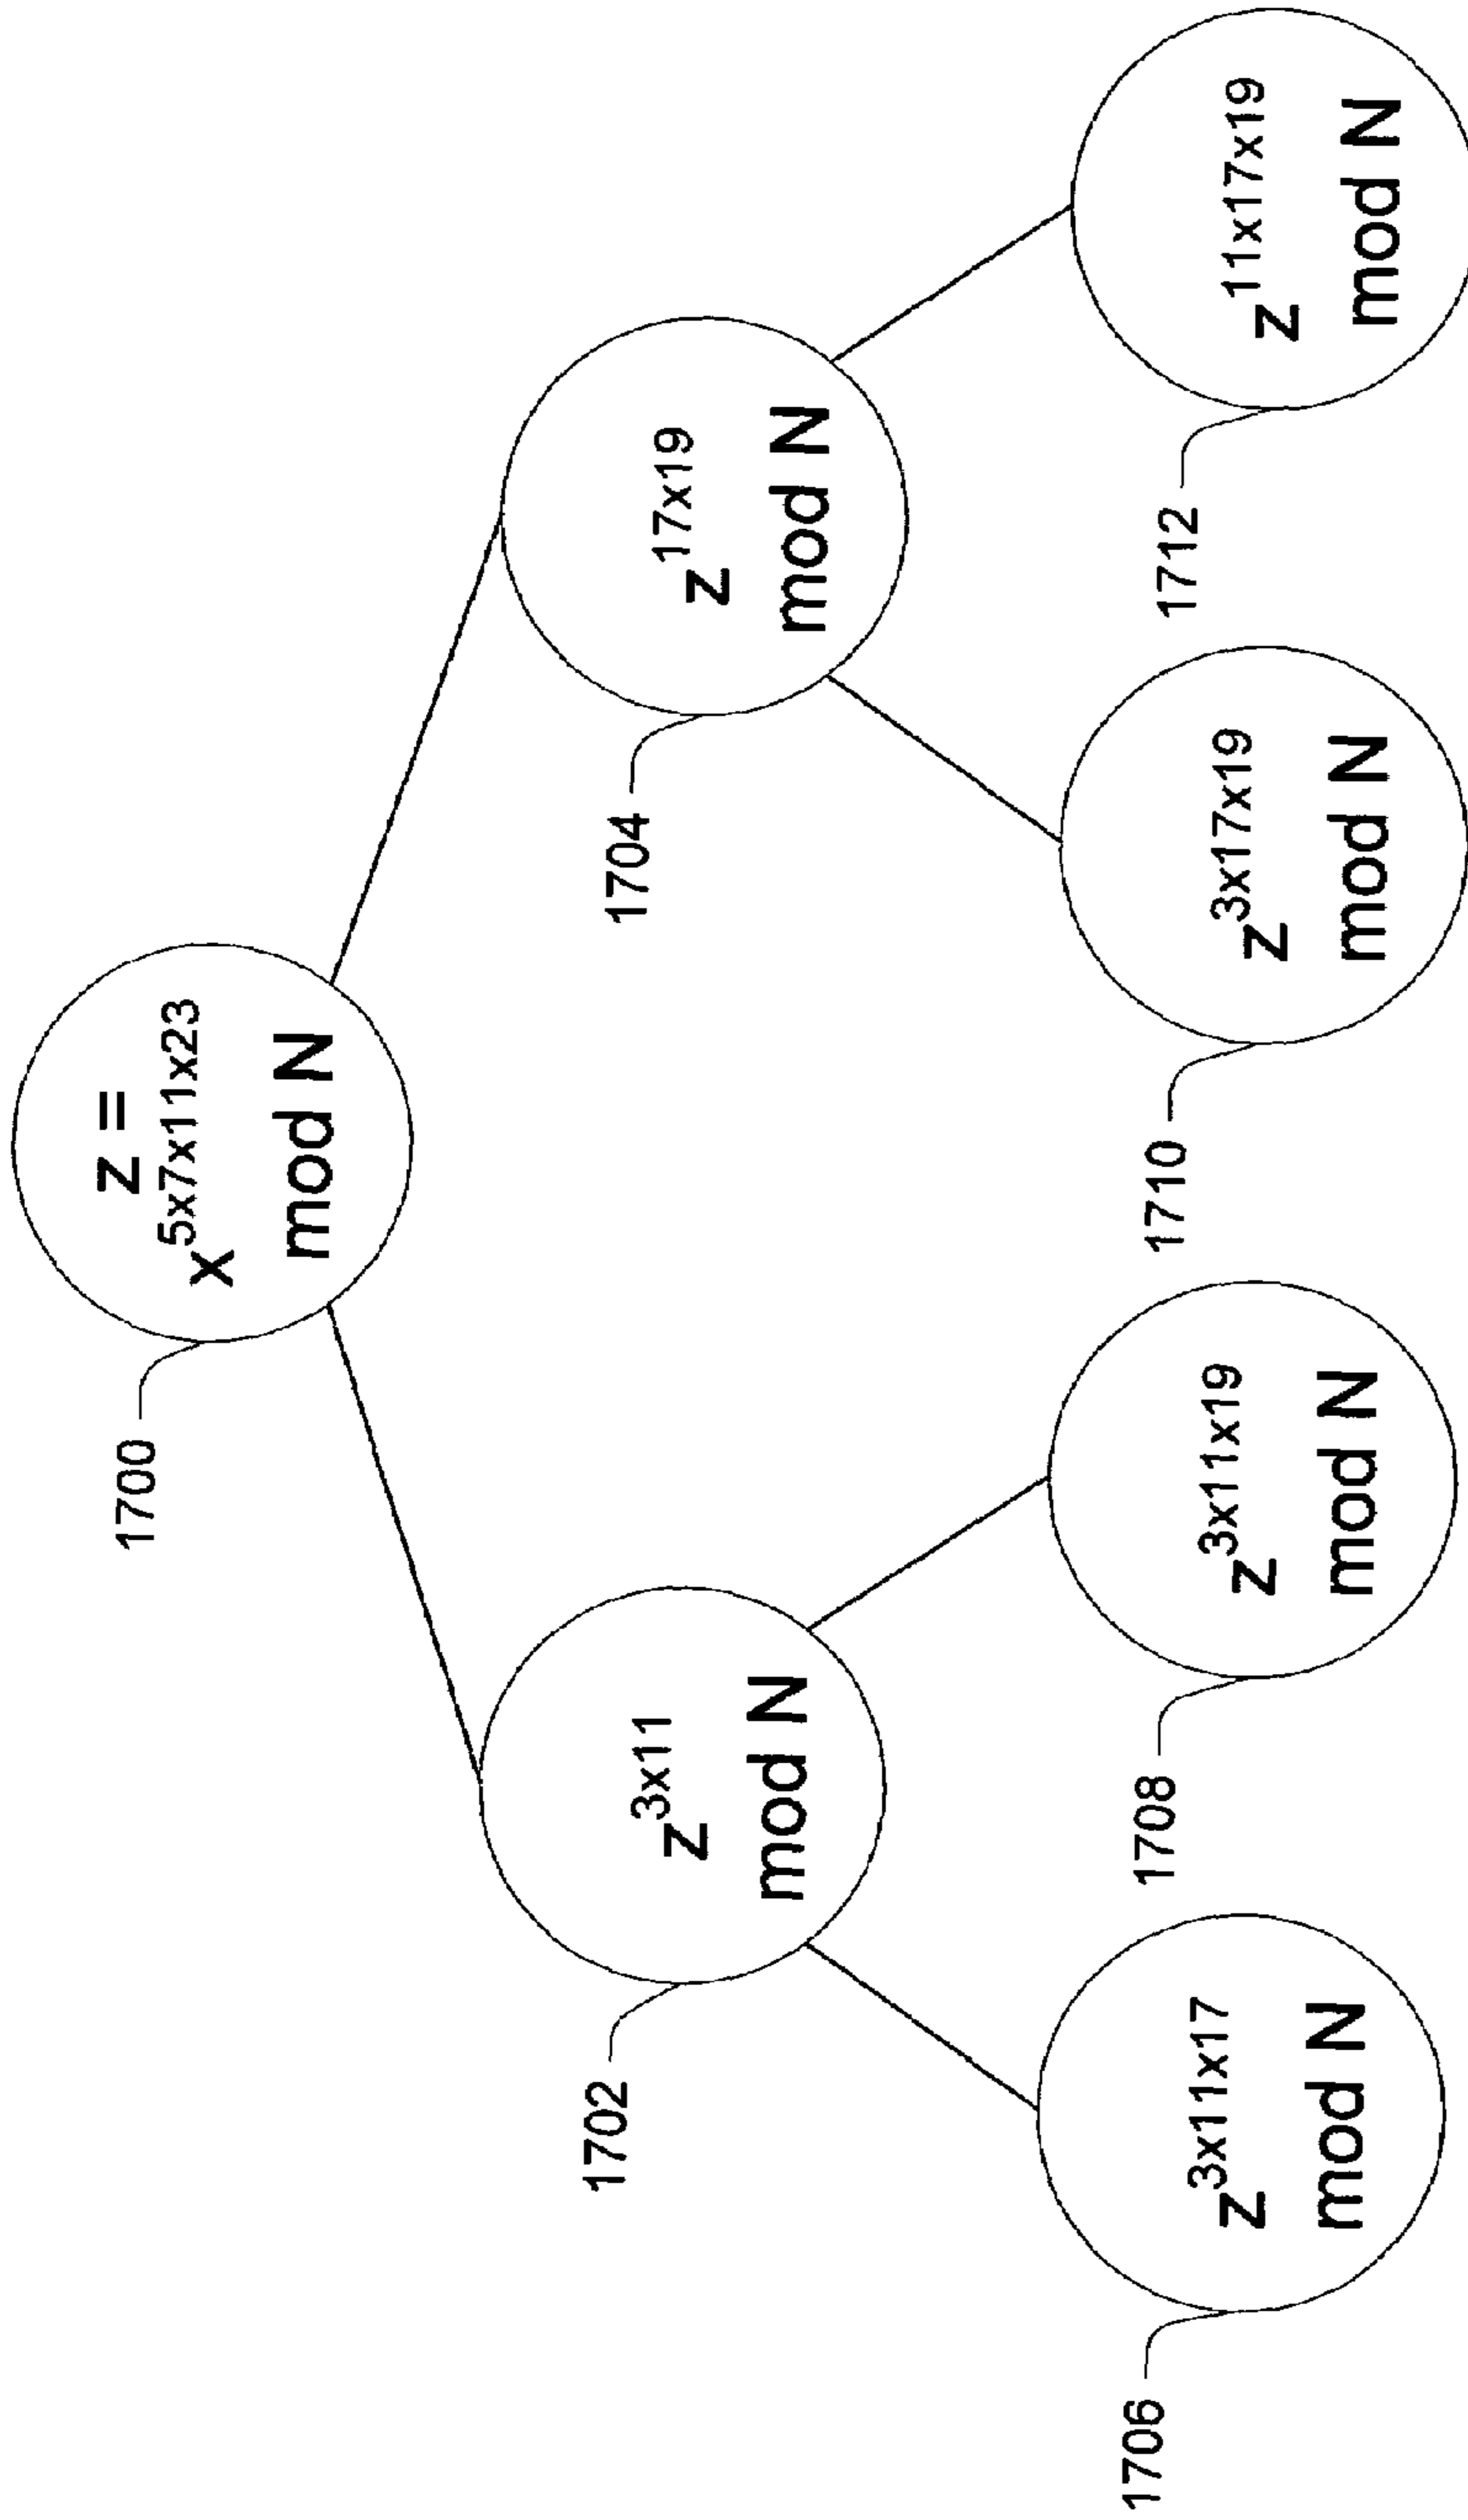 1700
z =
x^5x7x11x23
mod N
1702
z^3x11
mod N
1704
z^17x19
mod N
1706
z^3x11x17
mod N
1708
z^3x11x19
mod N
1710
z^3x17x19
mod N
1712
z^11x17x19
mod N